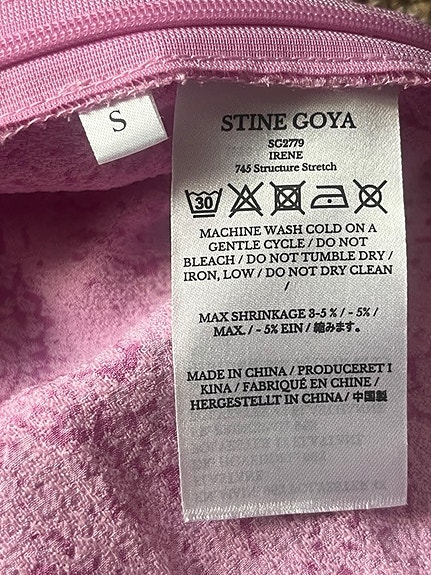 S
STINE GOYA
SG2779
IRENE
745 Structure Stretch
30
MACHINE WASH COLD ON A
GENTLE CYCLE / DO NOT
BLEACH / DO NOT TUMBLE DRY /
IRON, LOW / DO NOT DRY CLEAN
/
MAX SHRINKAGE 3-5 % / - 5% /
MAX. / - 5% EIN / 縮みます。
MADE IN CHINA / PRODUCERET I
KINA / FABRIQUÉ EN CHINE /
HERGESTELLT IN CHINA / 中国製